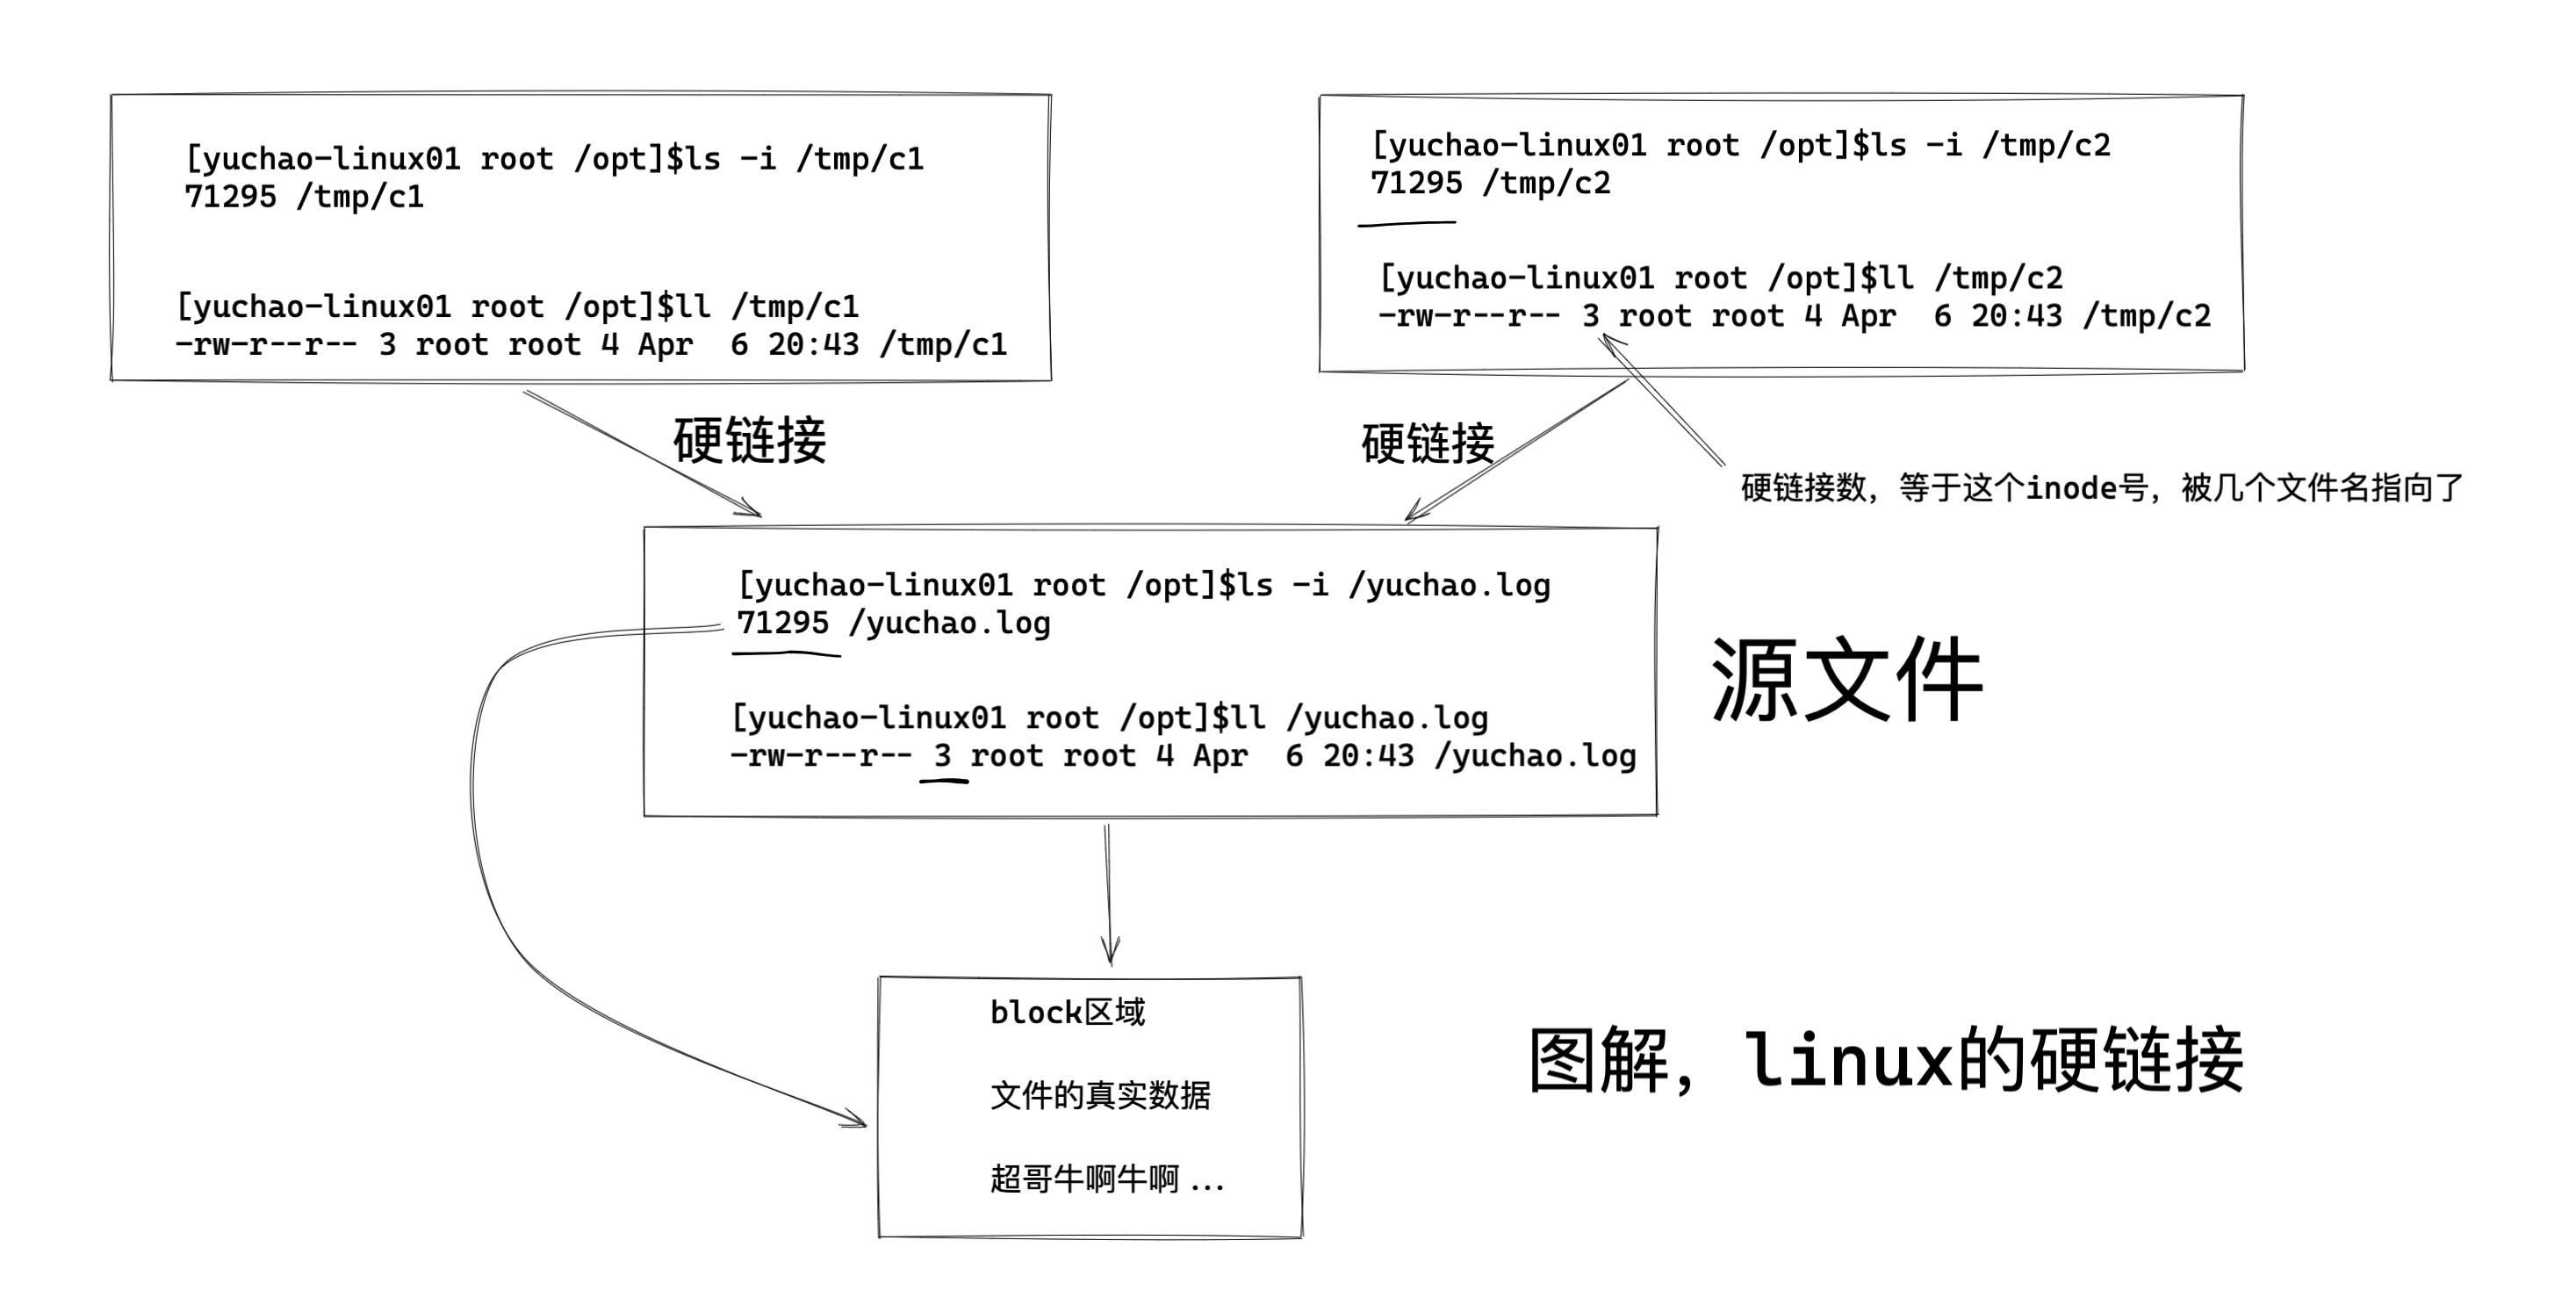 [yuchao-linux01 root /opt]$ls -i /tmp/c1
71295 /tmp/c1
[yuchao-linux01 root /opt]$ll /tmp/c1
-rw-r--r-- 3 root root 4 Apr  6 20:43 /tmp/c1
[yuchao-linux01 root /opt]$ls -i /tmp/c2
71295 /tmp/c2
[yuchao-linux01 root /opt]$ll /tmp/c2
-rw-r--r-- 3 root root 4 Apr  6 20:43 /tmp/c2
硬链接
硬链接
硬链接数，等于这个inode号，被几个文件名指向了
[yuchao-linux01 root /opt]$ls -i /yuchao.log
71295 /yuchao.log
[yuchao-linux01 root /opt]$ll /yuchao.log
-rw-r--r-- 3 root root 4 Apr  6 20:43 /yuchao.log
源文件
block区域
文件的真实数据
超哥牛啊牛啊 ...
图解，linux的硬链接